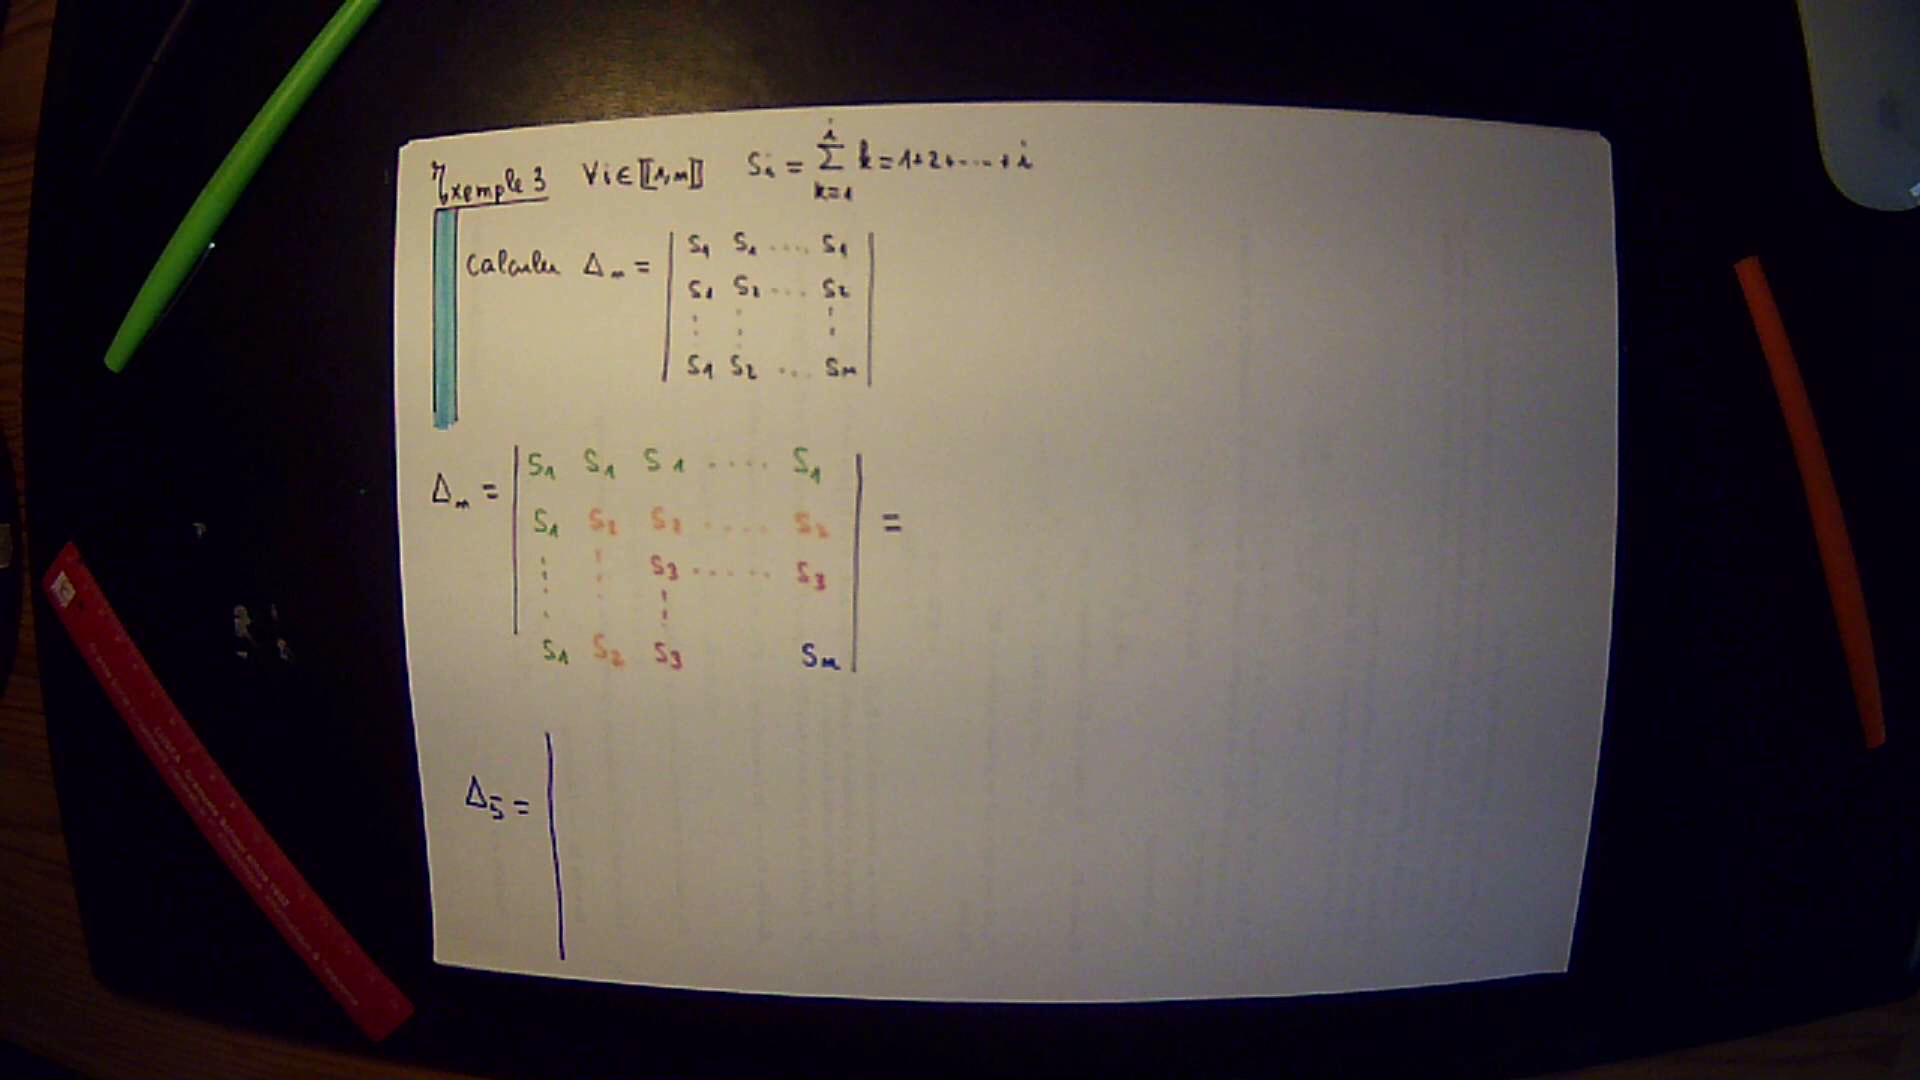 Exemple 3 ∀i∈⟦1,n⟧ Si = ∑ k=1+2+....+i
i
k=1
Calculer Δn = | S1 S1 .... S1 |
S1 S2 .... S2
S1 S2 ... Sn
Δn = | S1 S1 S1 .... S1 | =
S1 S2 S2 .... S2
S3 ..... S3
S1 S2 S3 Sn
Δ5 = |